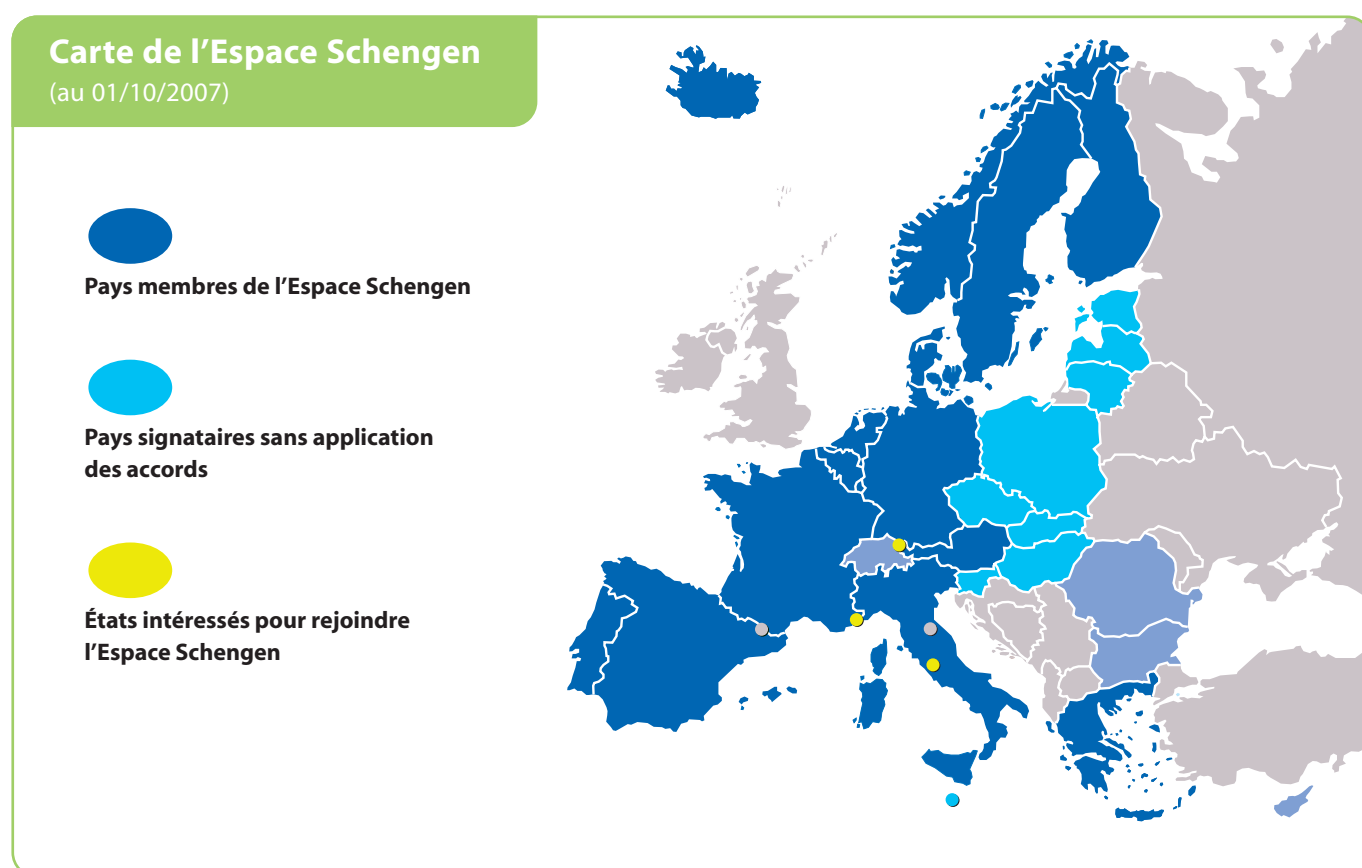 Carte de l’Espace Schengen
(au 01/10/2007)
Pays membres de l’Espace Schengen
Pays signataires sans application
des accords
États intéressés pour rejoindre
l’Espace Schengen